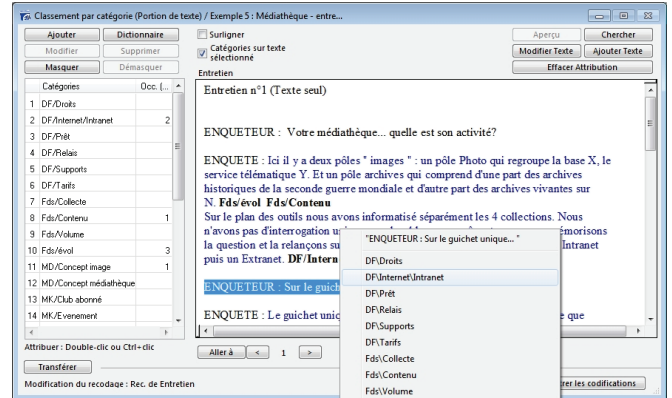 Classement par catégorie (Portion de texte) / Exemple 5 : Médiathèque - entre...
Ajouter Dictionnaire
Modifier Supprimer
Masquer Démasquer
Surligner
Catégories sur texte
sélectionné
Aperçu Chercher
Modifier Texte Ajouter Texte
Effacer Attribution
Catégories Occ. (...
1 DF/Droits
2 DF/Internet/Intranet 2
3 DF/Prêt
4 DF/Relais
5 DF/Supports
6 DF/Tarifs
7 Fds/Collecte
8 Fds/Contenu 1
9 Fds/Volume
10 Fds/évol 3
11 MD/Concept image 1
12 MD/Concept médiathèque
13 MK/Club abonné
14 MK/Evenement
Attribuer : Double-clic ou Ctrl+clic
Transférer
Modification du recodage : Rec. de Entretien
Entretien
Entretien n°1 (Texte seul)
ENQUETEUR : Votre médiathèque... quelle est son activité?
ENQUETE : Ici il y a deux pôles " images " : un pôle Photo qui regroupe la base X, le
service télématique Y. Et un pôle archives qui comprend d'une part des archives
historiques de la seconde guerre mondiale et d'autre part des archives vivantes sur
N. Fds/évol Fds/Contenu
Sur le plan des outils nous avons informatisé séparément les 4 collections. Nous
n'avons pas d'interrogation émorisons
la question et la relançons su Intranet
puis un Extranet. DF/Intern
ENQUETEUR : Sur le guich
ENQUETE : Le guichet uniq e que
Aller à < 1 >
"ENQUETEUR : Sur le guichet unique... "
DF\Droits
DF\Internet\Intranet
DF\Prêt
DF\Relais
DF\Supports
DF\Tarifs
Fds\Collecte
Fds\Contenu
Fds\Volume
rer les codifications